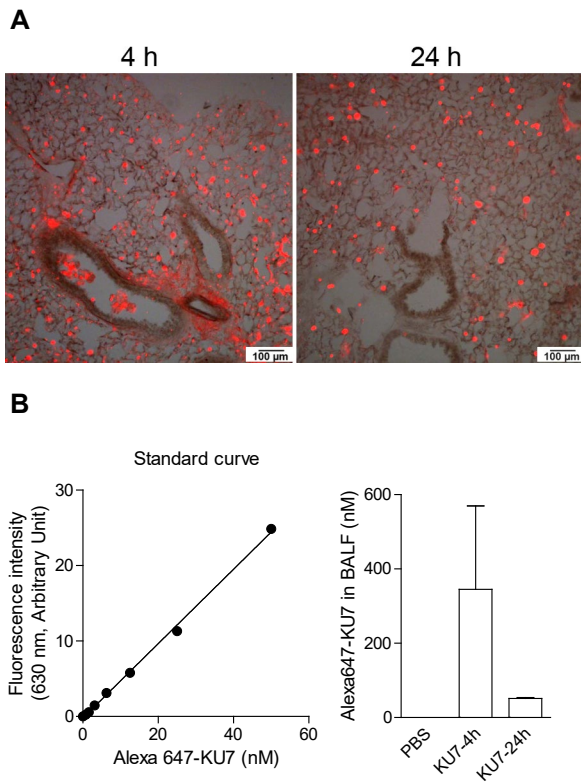 A
4 h
24 h
100 μm
100 μm
B
Standard curve
Fluorescence intensity
(630 nm, Arbitrary Unit)
30
20
10
0
0
20
40
60
Alexa 647-KU7 (nM)
Alexa647-KU7 in BALF (nM)
600
400
200
0
PBS
KU7-4h
KU7-24h